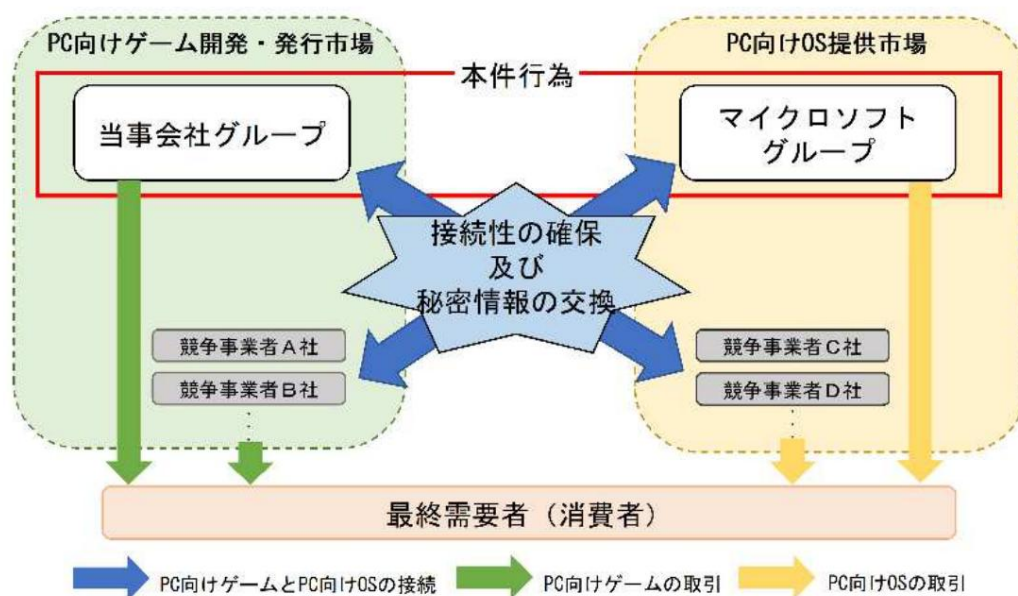 PC向けゲーム開発・発行市場
PC向けOS提供市場
本件行為
当事会社グループ
マイクロソフト
グループ
接続性の確保
及び
秘密情報の交換
競争事業者A社
競争事業者B社
競争事業者C社
競争事業者D社
最終需要者（消費者）
PC向けゲームとPC向けOSの接続
PC向けゲームの取引
PC向けOSの取引